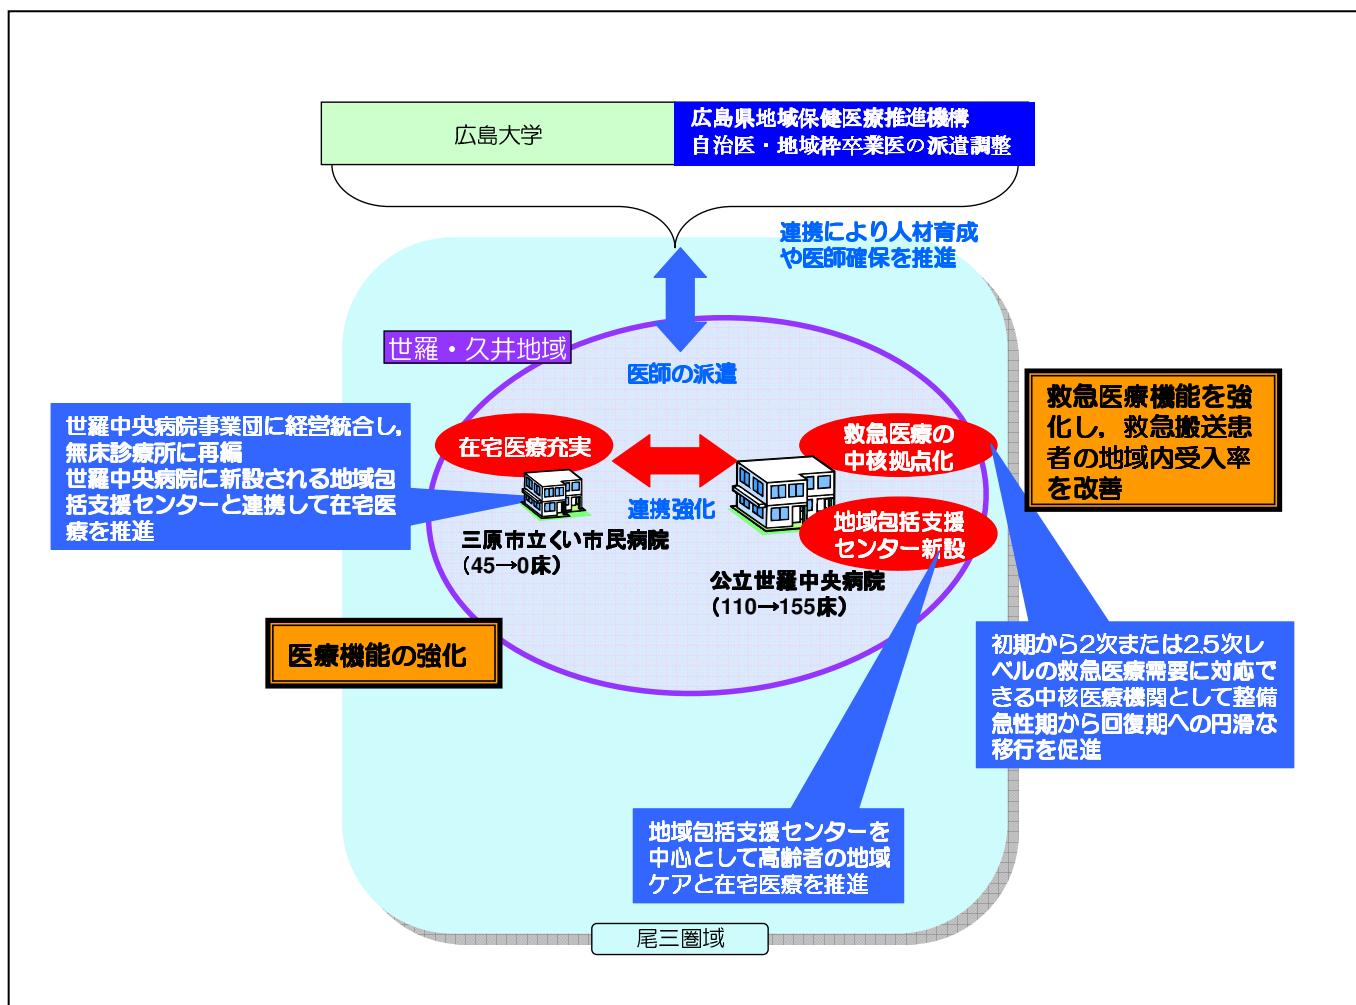 広島大学
広島県地域保健医療推進機構
自治医・地域枠卒業医の派遣調整
連携により人材育成
や医師確保を推進
世羅・久井地域
医師の派遣
救急医療機能を強
化し，救急搬送患
者の地域内受入率
を改善
世羅中央病院事業団に経営統合し，
無床診療所に再編
世羅中央病院に新設される地域包
括支援センターと連携して在宅医
療を推進
在宅医療充実
救急医療の
中核拠点化
連携強化
地域包括支援
センター新設
三原市立くい市民病院
(45→0床)
公立世羅中央病院
(110→155床)
医療機能の強化
初期から2次または2.5次レ
ベルの救急医療需要に対応で
きる中核医療機関として整備
急性期から回復期への円滑な
移行を促進
地域包括支援センターを
中心として高齢者の地域
ケアと在宅医療を推進
尾三圏域